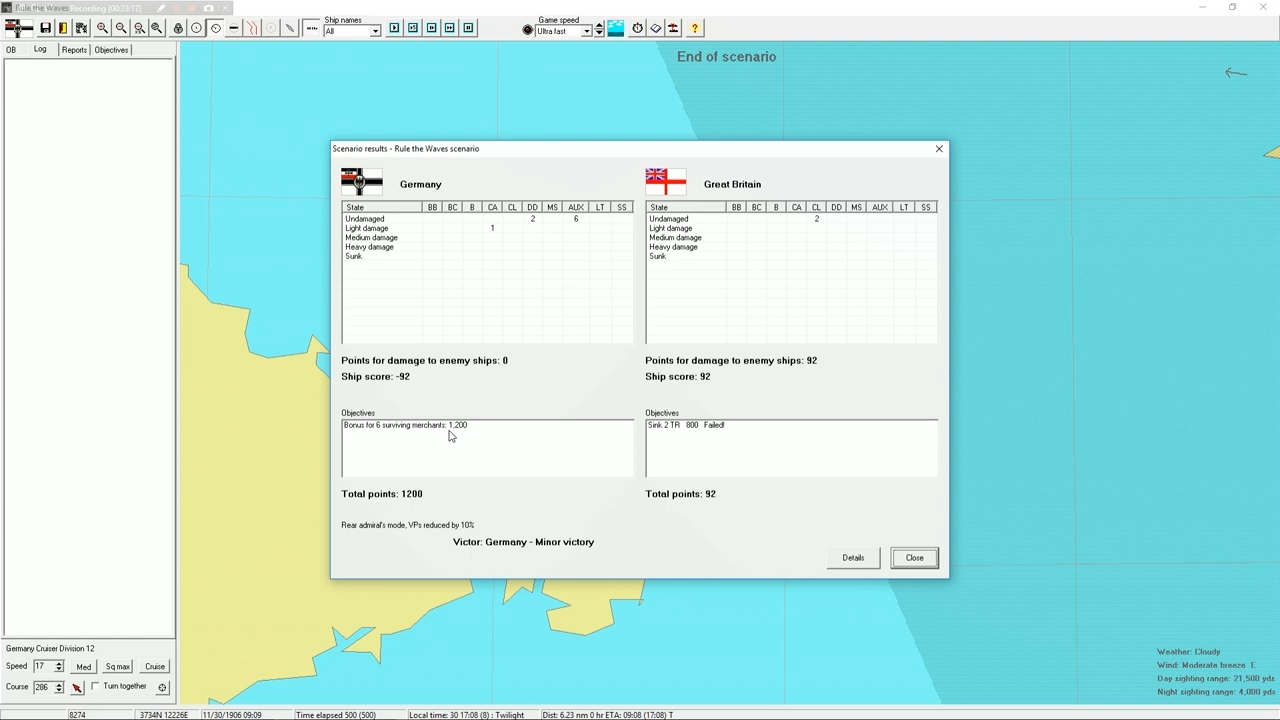 Rule the Waves Recording [00:23:17]
Ship names
All
Game speed
Ultra fast
OB Log Reports Objectives
End of scenario
Scenario results - Rule the Waves scenario
Germany
State BB BC B CA CL DD MS AUX LT SS
Undamaged 2 6
Light damage 1
Medium damage
Heavy damage
Sunk
Points for damage to enemy ships: 0
Ship score: -92
Objectives
Bonus for 6 surviving merchants: 1,200
Total points: 1200
Great Britain
State BB BC B CA CL DD MS AUX LT SS
Undamaged 2
Light damage
Medium damage
Heavy damage
Sunk
Points for damage to enemy ships: 92
Ship score: 92
Objectives
Sink 2 TR 800 Failed!
Total points: 92
Rear admiral's mode, VPs reduced by 10%
Victor: Germany - Minor victory
Details Close
Germany Cruiser Division 12
Speed 17 Med Sq max Cruise
Course 286 Turn together
Weather: Cloudy
Wind: Moderate breeze E
Day sighting range: 21,500 yds
Night sighting range: 4,000 yds
8274 3734N 12226E 11/30/1906 09:09 Time elapsed 500 (500) Local time: 30 17:08 (8) : Twilight Dist: 6.23 nm 0 hr ETA: 09:08 (17:08) T